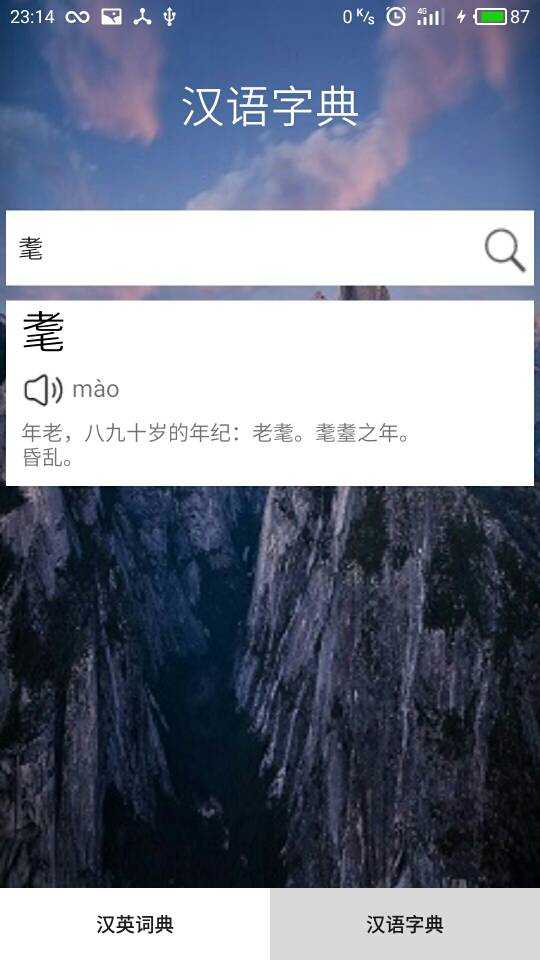 23:14 0 K/s 4G 87
汉语字典
耄
耄
mào
年老，八九十岁的年纪：老耄。耄耋之年。
昏乱。
汉英词典 汉语字典